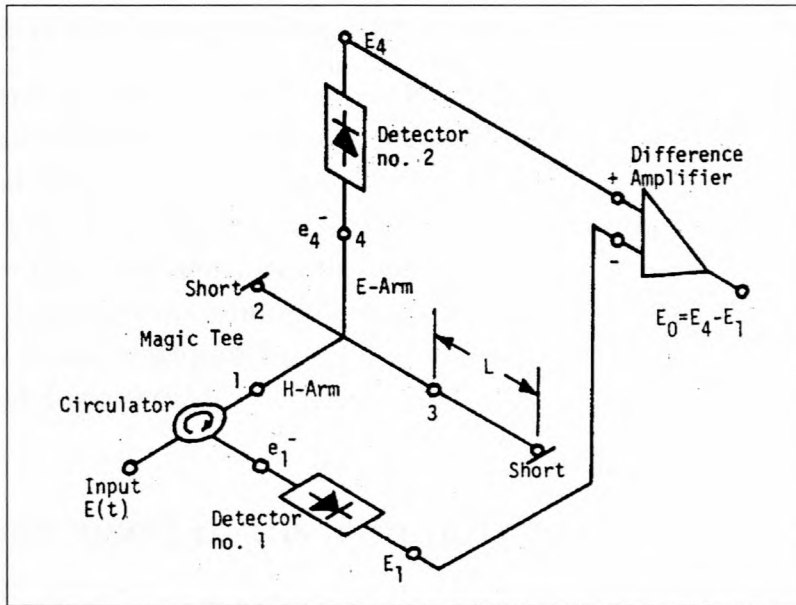 E4
Detector
no. 2
Difference
Amplifier
+
-
e4-
4
Short
2
E-Arm
E0=E4-E1
Magic Tee
L
1
H-Arm
3
Circulator
e1-
Short
Input
E(t)
Detector
no. 1
E1